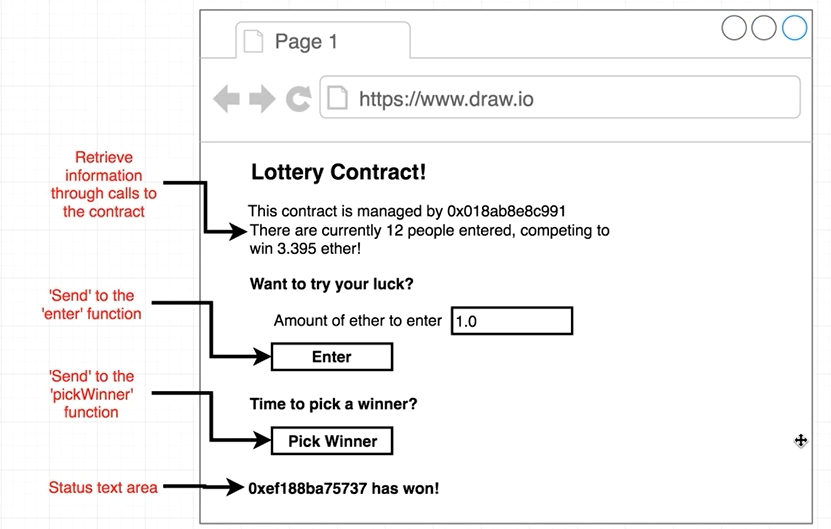 Page 1
https://www.draw.io
Retrieve
information
through calls to
the contract
Lottery Contract!
This contract is managed by 0x018ab8e8c991
There are currently 12 people entered, competing to
win 3.395 ether!
Want to try your luck?
'Send' to the
'enter' function
Amount of ether to enter 1.0
Enter
'Send' to the
'pickWinner'
function
Time to pick a winner?
Pick Winner
Status text area
0xef188ba75737 has won!